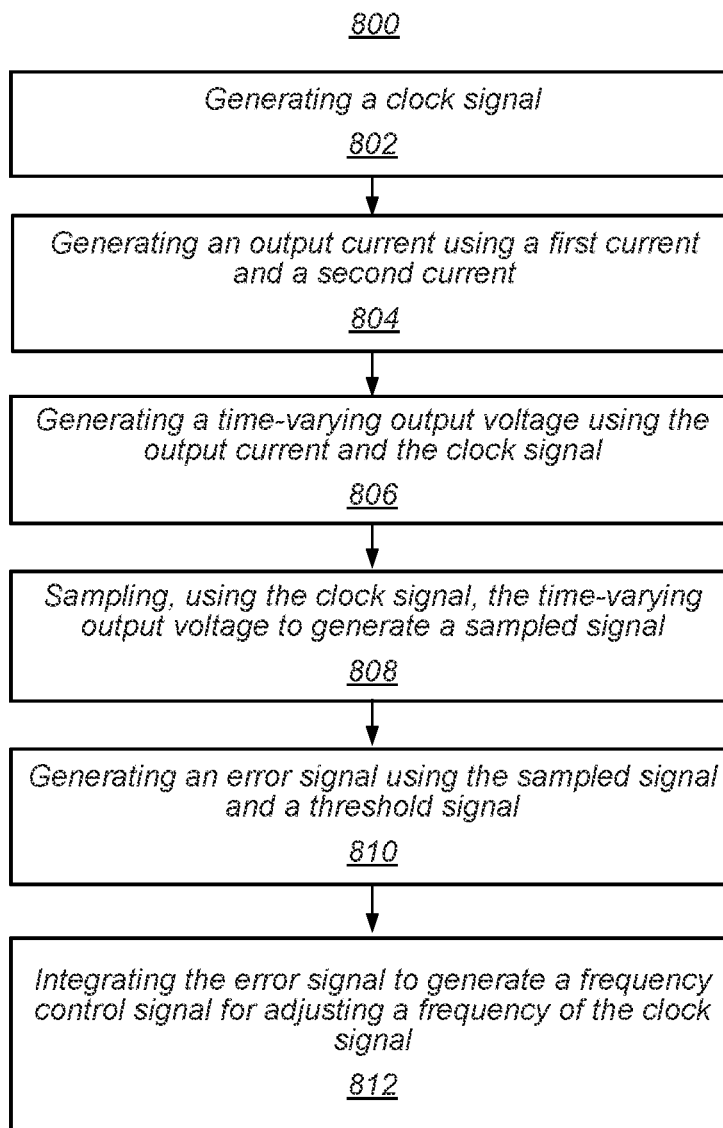 800
Generating a clock signal
802
Generating an output current using a first current
and a second current
804
Generating a time-varying output voltage using the
output current and the clock signal
806
Sampling, using the clock signal, the time-varying
output voltage to generate a sampled signal
808
Generating an error signal using the sampled signal
and a threshold signal
810
Integrating the error signal to generate a frequency
control signal for adjusting a frequency of the clock
signal
812